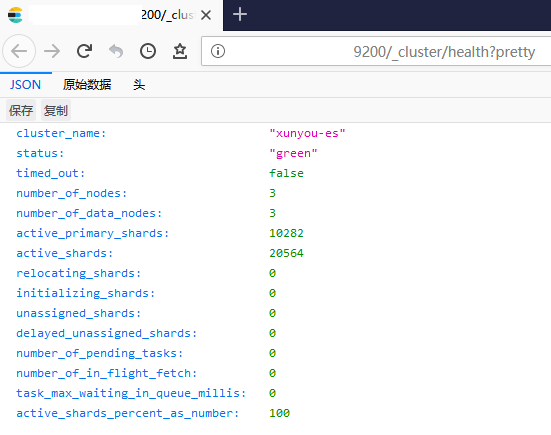 9200/_clus
9200/_cluster/health?pretty
JSON 原始数据 头
保存 复制
cluster_name: "xunyou-es"
status: "green"
timed_out: false
number_of_nodes: 3
number_of_data_nodes: 3
active_primary_shards: 10282
active_shards: 20564
relocating_shards: 0
initializing_shards: 0
unassigned_shards: 0
delayed_unassigned_shards: 0
number_of_pending_tasks: 0
number_of_in_flight_fetch: 0
task_max_waiting_in_queue_millis: 0
active_shards_percent_as_number: 100